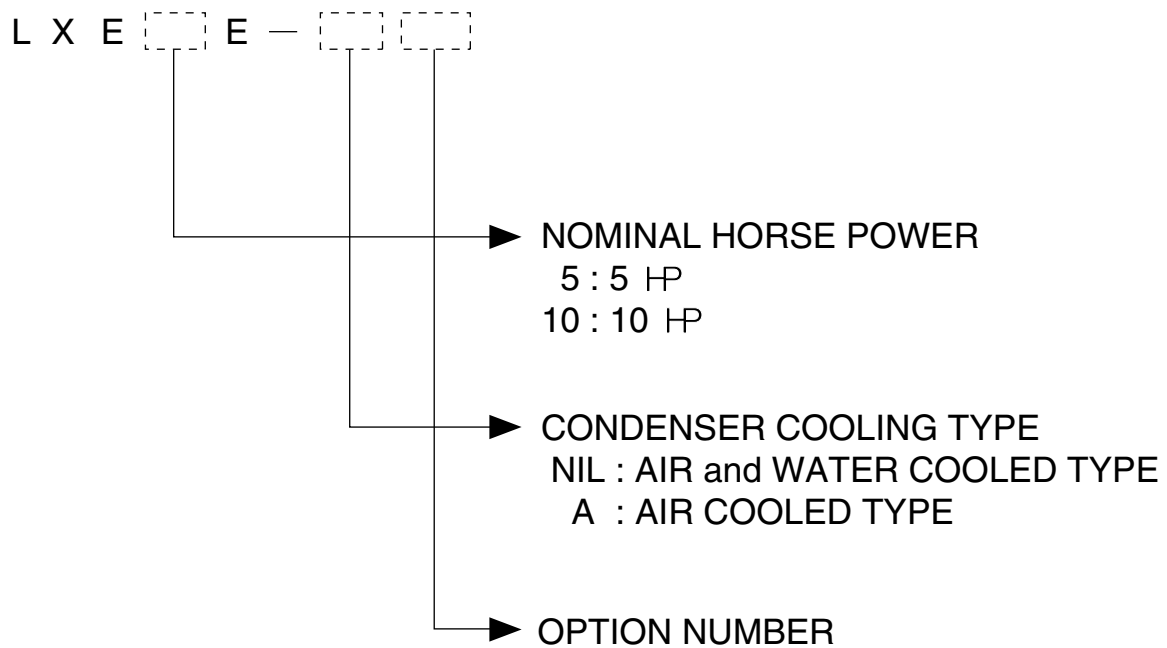 L X E E —
NOMINAL HORSE POWER
5 : 5 HP
10 : 10 HP
CONDENSER COOLING TYPE
NIL : AIR and WATER COOLED TYPE
A : AIR COOLED TYPE
OPTION NUMBER